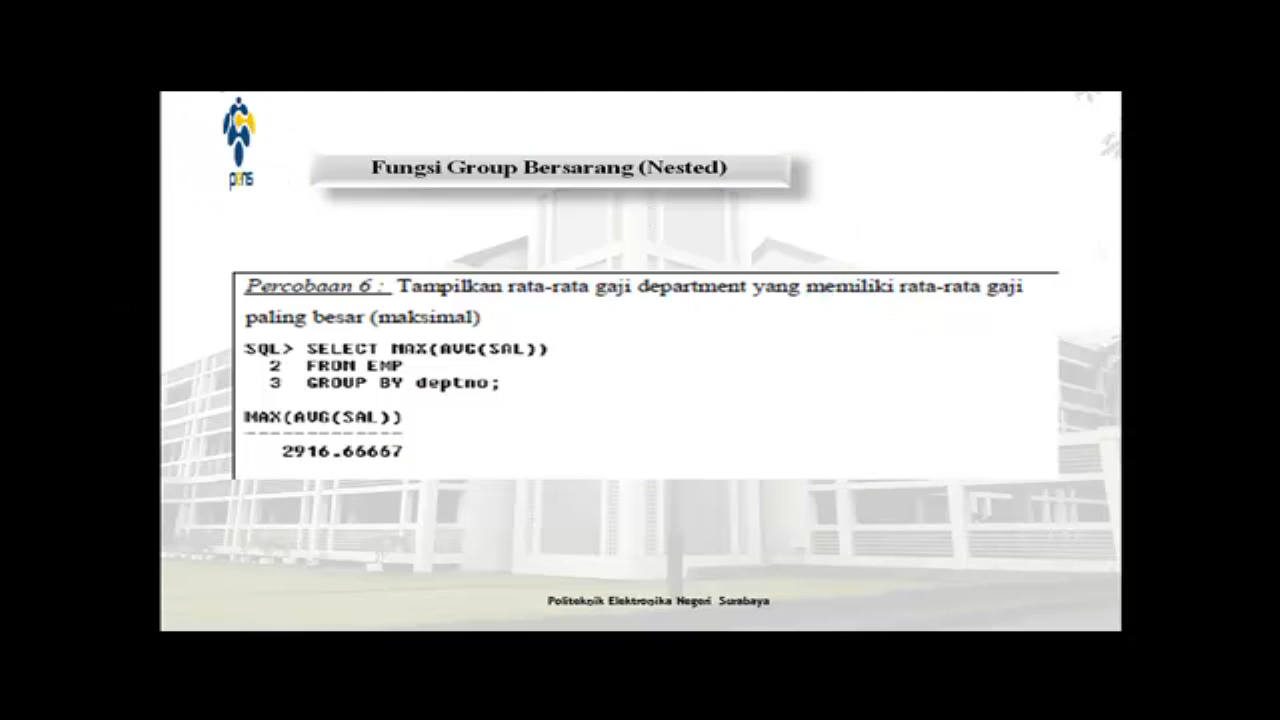 pens
Fungsi Group Bersarang (Nested)
Percobaan 6 : Tampilkan rata-rata gaji department yang memiliki rata-rata gaji
paling besar (maksimal)
SQL> SELECT MAX(AVG(SAL))
2 FROM EMP
3 GROUP BY deptno;
MAX(AVG(SAL))
-------------
2916.66667
Politeknik Elektronika Negeri Surabaya